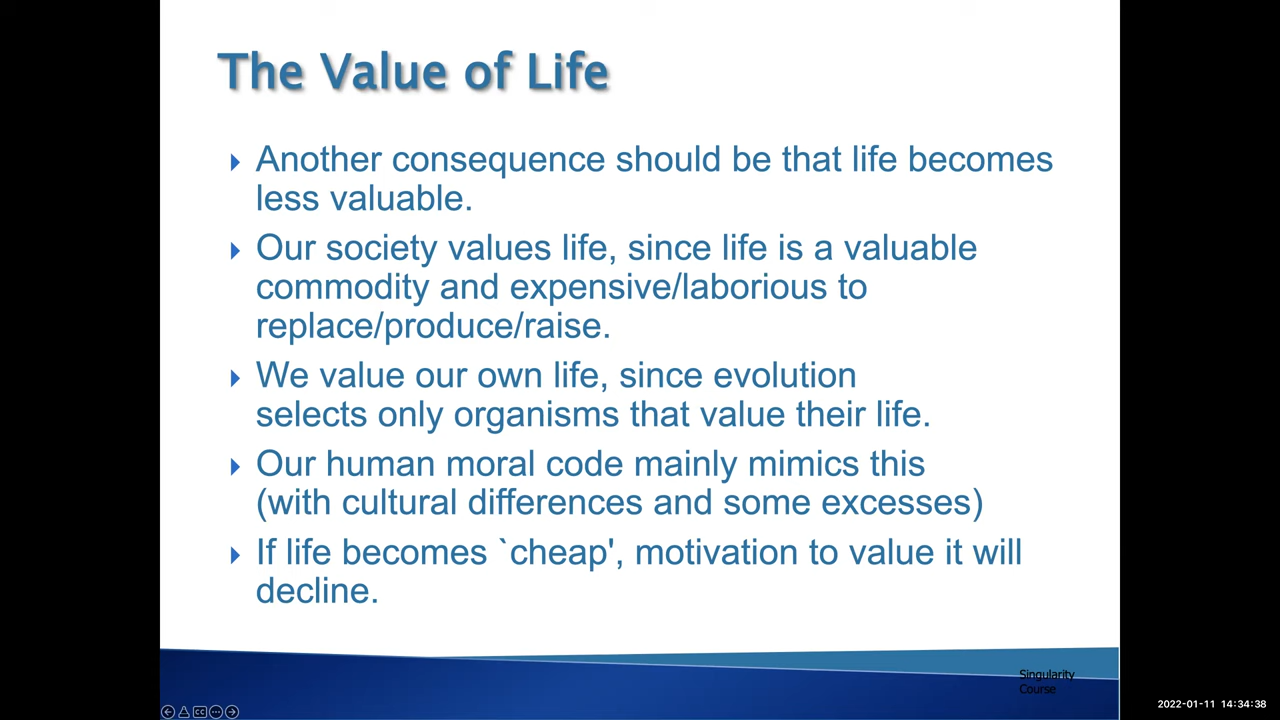 The Value of Life
Another consequence should be that life becomes
less valuable.
Our society values life, since life is a valuable
commodity and expensive/laborious to
replace/produce/raise.
We value our own life, since evolution
selects only organisms that value their life.
Our human moral code mainly mimics this
(with cultural differences and some excesses)
If life becomes `cheap', motivation to value it will
decline.
Singularity
Course
2022-01-11 14:34:38